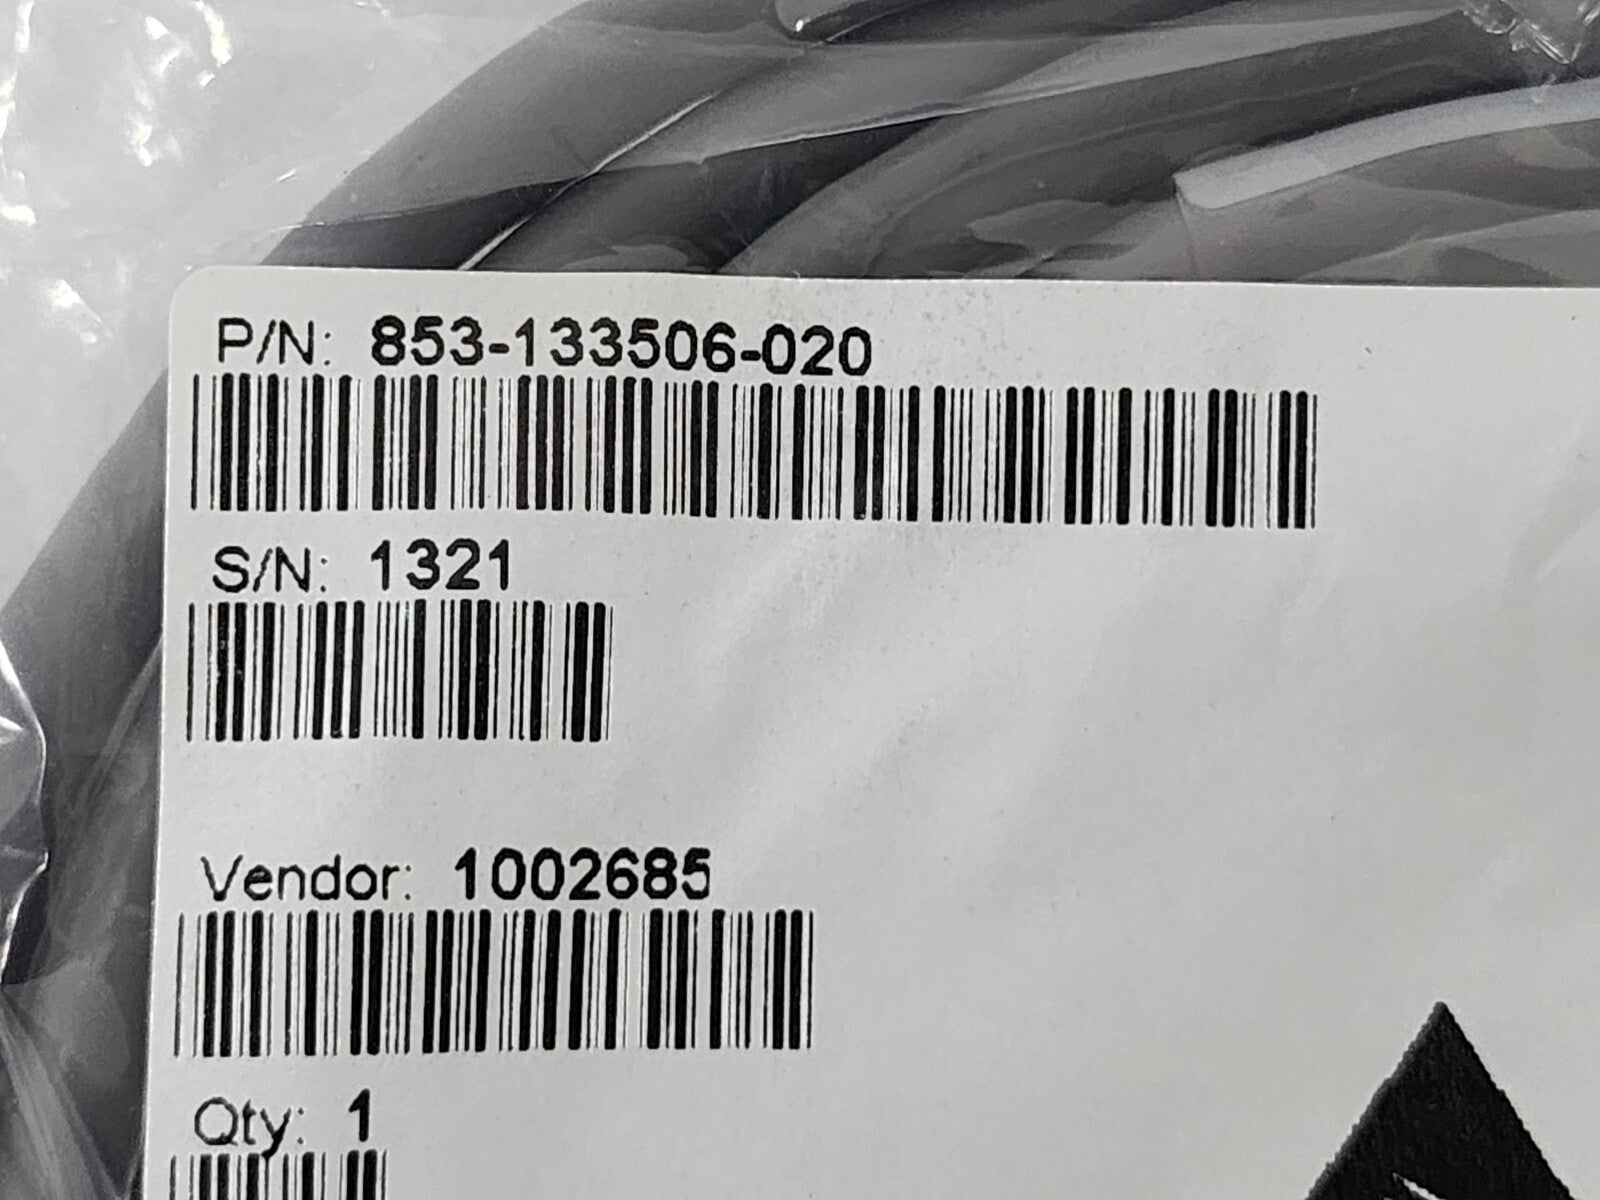 P/N: 853-133506-020
S/N: 1321
Vendor: 1002685
Qty: 1